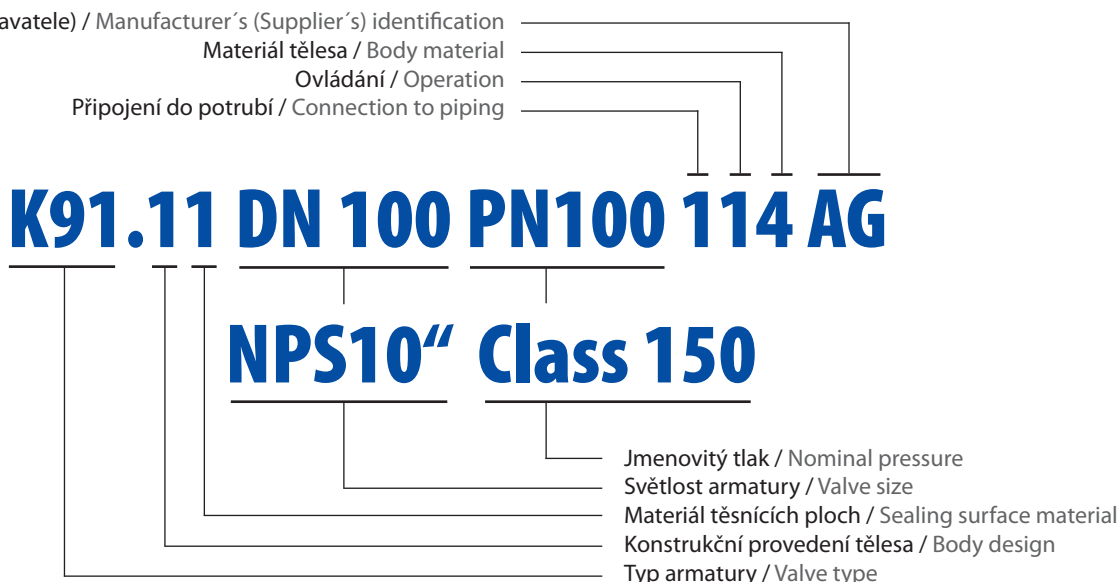 avatele) / Manufacturer´s (Supplier´s) identification
Materiál tělesa / Body material
Ovládání / Operation
Připojení do potrubí / Connection to piping
K91.11 DN 100 PN100 114 AG
NPS10“ Class 150
Jmenovitý tlak / Nominal pressure
Světlost armatury / Valve size
Materiál těsnících ploch / Sealing surface material
Konstrukční provedení tělesa / Body design
Typ armatury / Valve type